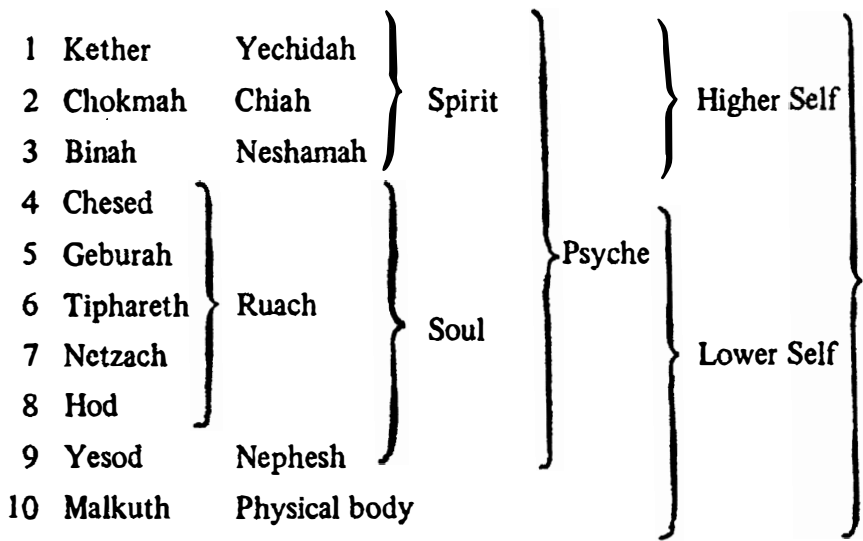 1 Kether Yechidah
2 Chokmah Chiah Spirit Higher Self
3 Binah Neshamah
4 Chesed
5 Geburah Psyche
6 Tiphareth Ruach
Soul
7 Netzach Lower Self
8 Hod
9 Yesod Nephesh
10 Malkuth Physical body